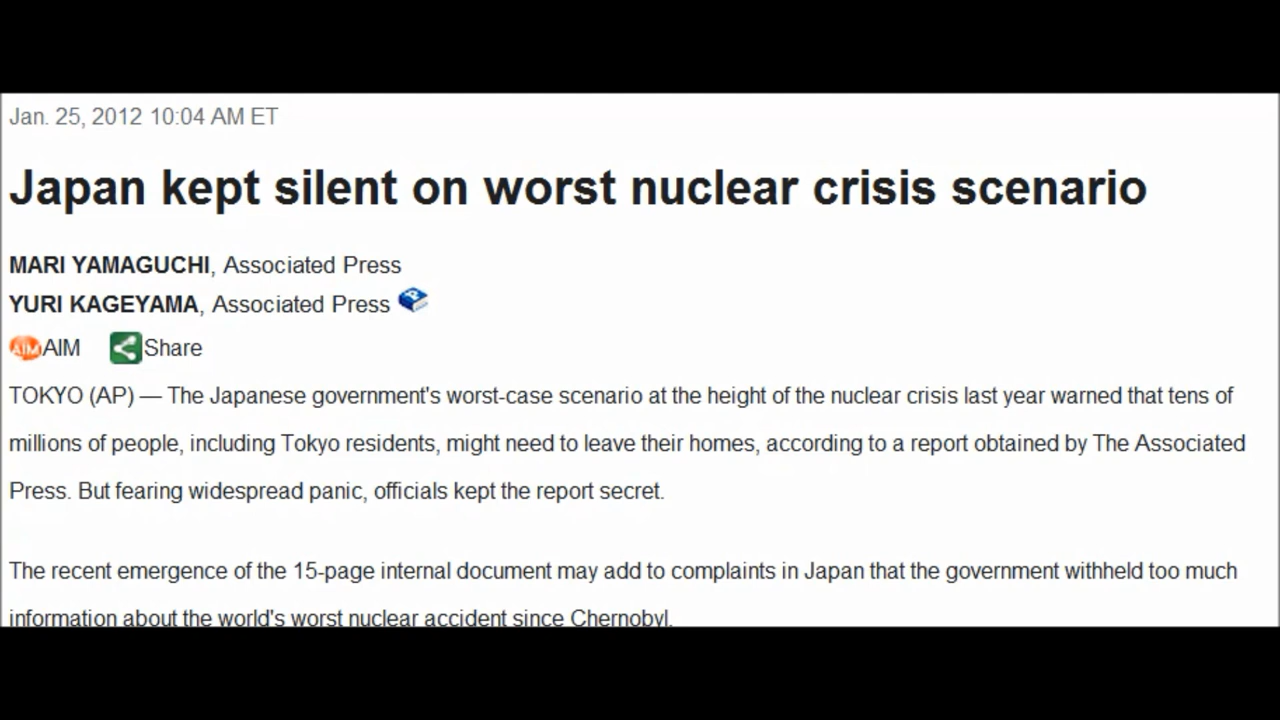 Jan. 25, 2012 10:04 AM ET
Japan kept silent on worst nuclear crisis scenario
MARI YAMAGUCHI, Associated Press
YURI KAGEYAMA, Associated Press
AIM AIM Share
TOKYO (AP) — The Japanese government's worst-case scenario at the height of the nuclear crisis last year warned that tens of
millions of people, including Tokyo residents, might need to leave their homes, according to a report obtained by The Associated
Press. But fearing widespread panic, officials kept the report secret.
The recent emergence of the 15-page internal document may add to complaints in Japan that the government withheld too much
information about the world's worst nuclear accident since Chernobyl.